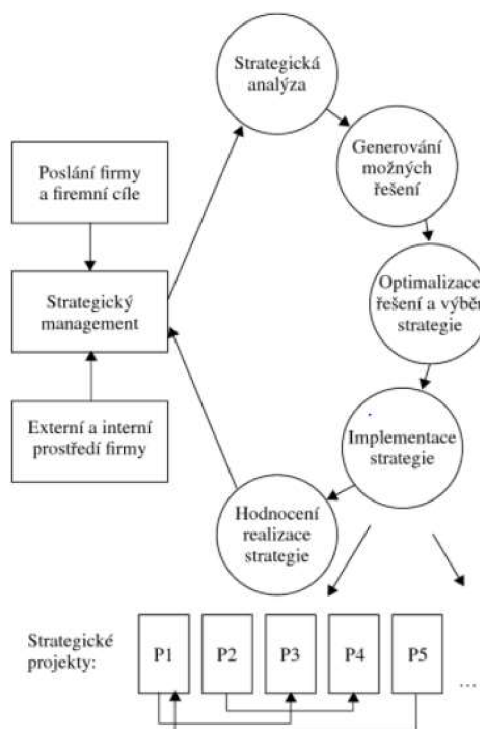 Strategická
analýza
Generování
možných
řešení
Poslání firmy
a firemní cíle
Optimalizace
řešení a výběr
strategie
Strategický
management
Externí a interní
prostředí firmy
Implementace
strategie
Hodnocení
realizace
strategie
Strategické
projekty:
P1 P2 P3 P4 P5 ...